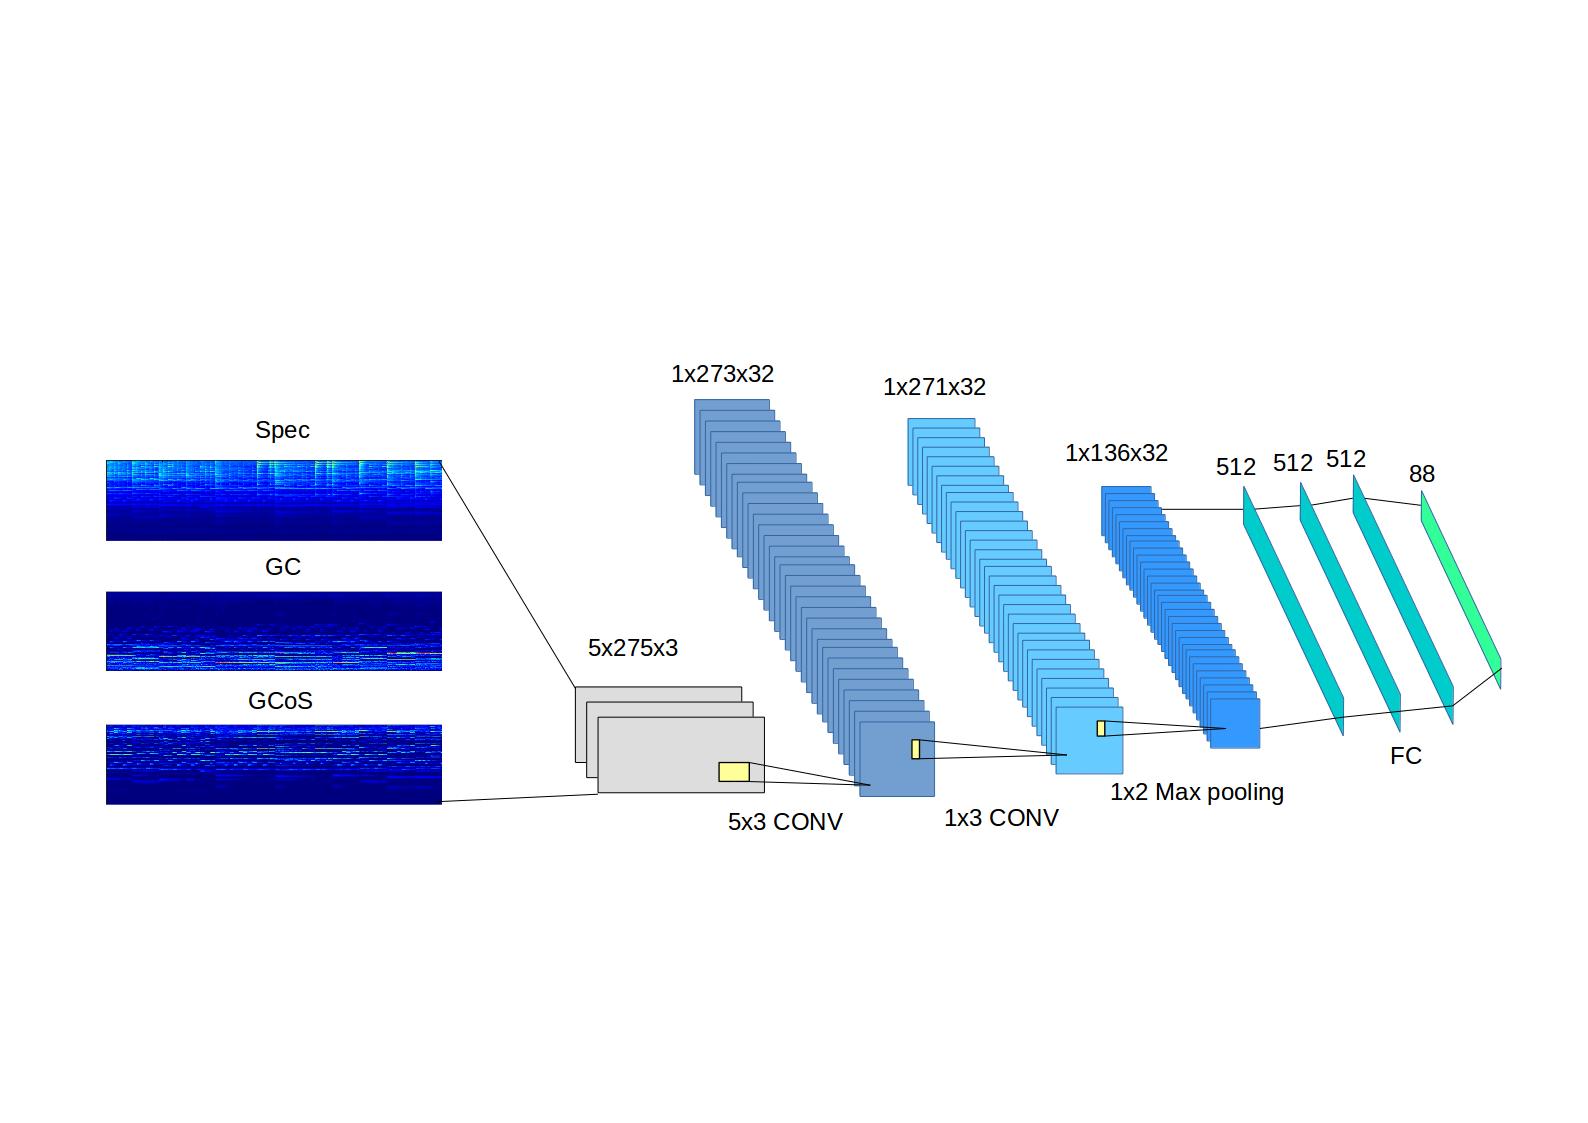 Spec
GC
GCoS
5x275x3
1x273x32
5x3 CONV
1x271x32
1x3 CONV
1x136x32
1x2 Max pooling
512
512
512
88
FC